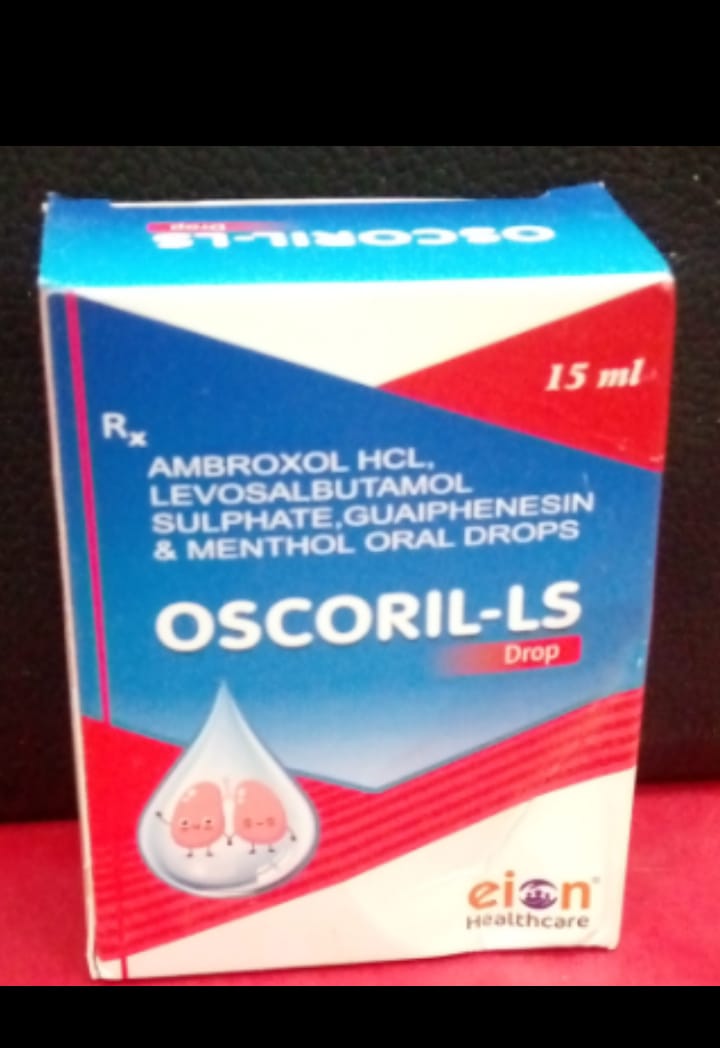 OSCORIL-LS
Drop
15 ml
Rx
AMBROXOL HCL,
LEVOSALBUTAMOL
SULPHATE,GUAIPHENESIN
& MENTHOL ORAL DROPS
OSCORIL-LS
Drop
eion
Healthcare